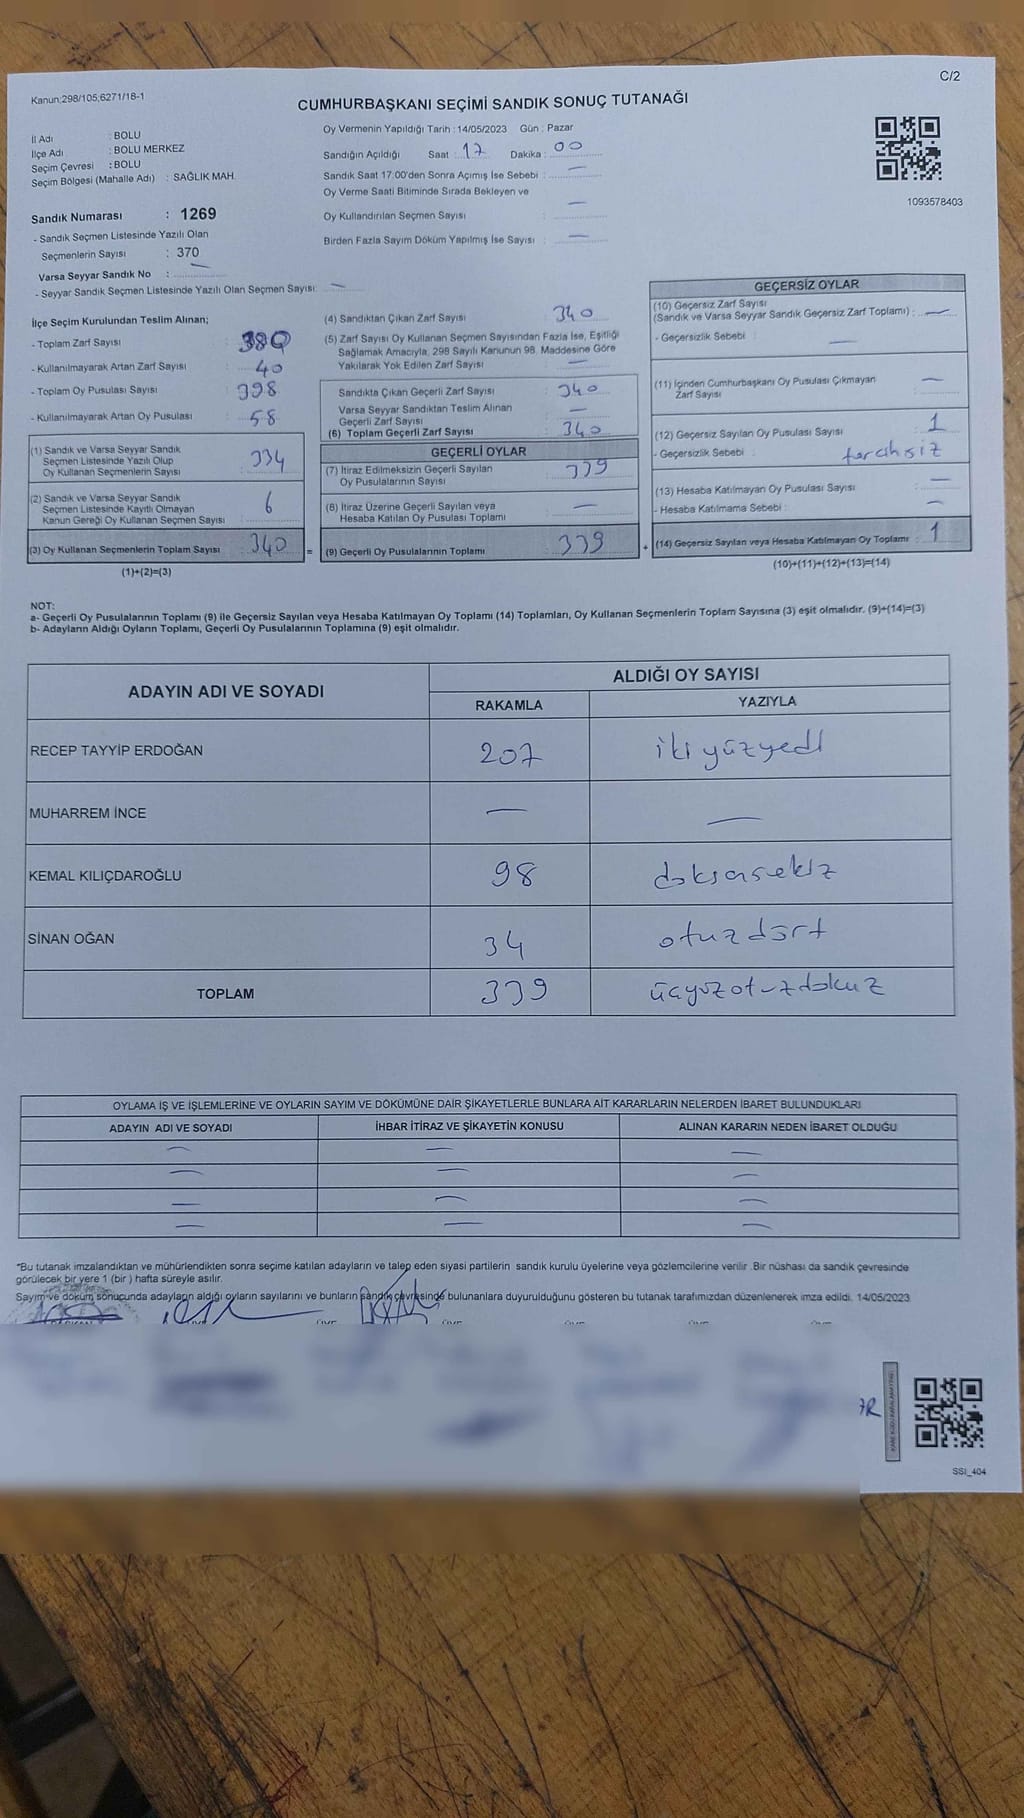 C/2
Kanun;298/105;6271/18-1
CUMHURBAŞKANI SEÇİMİ SANDIK SONUÇ TUTANAĞI
İl Adı : BOLU
İlçe Adı : BOLU MERKEZ
Seçim Çevresi : BOLU
Seçim Bölgesi (Mahalle Adı) : SAĞLIK MAH.
Sandık Numarası : 1269
- Sandık Seçmen Listesinde Yazılı Olan
Seçmenlerin Sayısı : 370
Varsa Seyyar Sandık No : —
- Seyyar Sandık Seçmen Listesinde Yazılı Olan Seçmen Sayısı: —
Oy Vermenin Yapıldığı Tarih : 14/05/2023 Gün : Pazar
Sandığın Açıldığı Saat : 17 Dakika : 00
Sandık Saat 17:00'den Sonra Açımış İse Sebebi : —
Oy Verme Saati Bitiminde Sırada Bekleyen ve
Oy Kullandırılan Seçmen Sayısı : —
Birden Fazla Sayım Döküm Yapılmış İse Sayısı : —
1093578403
İlçe Seçim Kurulundan Teslim Alınan;
- Toplam Zarf Sayısı : 380
- Kullanılmayarak Artan Zarf Sayısı : 40
- Toplam Oy Pusulası Sayısı : 398
- Kullanılmayarak Artan Oy Pusulası : 58
(1) Sandık ve Varsa Seyyar Sandık
Seçmen Listesinde Yazılı Olup
Oy Kullanan Seçmenlerin Sayısı : 334
(2) Sandık ve Varsa Seyyar Sandık
Seçmen Listesinde Kayıtlı Olmayan
Kanun Gereği Oy Kullanan Seçmen Sayısı : 6
(3) Oy Kullanan Seçmenlerin Toplam Sayısı : 340 =
(1)+(2)=(3)
(4) Sandıktan Çıkan Zarf Sayısı : 340
(5) Zarf Sayısı Oy Kullanan Seçmen Sayısından Fazla İse, Eşitliği
Sağlamak Amacıyla, 298 Sayılı Kanunun 98. Maddesine Göre
Yakılarak Yok Edilen Zarf Sayısı : —
Sandıkta Çıkan Geçerli Zarf Sayısı : 340
Varsa Seyyar Sandıktan Teslim Alınan
Geçerli Zarf Sayısı : —
(6) Toplam Geçerli Zarf Sayısı : 340
GEÇERLİ OYLAR
(7) İtiraz Edilmeksizin Geçerli Sayılan
Oy Pusulalarının Sayısı : 339
(8) İtiraz Üzerine Geçerli Sayılan veya
Hesaba Katılan Oy Pusulası Toplamı : —
(9) Geçerli Oy Pusulalarının Toplamı : 339 +
GEÇERSİZ OYLAR
(10) Geçersiz Zarf Sayısı
(Sandık ve Varsa Seyyar Sandık Geçersiz Zarf Toplamı) : —
- Geçersizlik Sebebi : —
(11) İçinden Cumhurbaşkanı Oy Pusulası Çıkmayan
Zarf Sayısı : —
(12) Geçersiz Sayılan Oy Pusulası Sayısı : 1
- Geçersizlik Sebebi : tercihsiz
(13) Hesaba Katılmayan Oy Pusulası Sayısı : —
- Hesaba Katılmama Sebebi : —
(14) Geçersiz Sayılan veya Hesaba Katılmayan Oy Toplamı : 1
(10)+(11)+(12)+(13)=(14)
NOT:
a- Geçerli Oy Pusulalarının Toplamı (9) ile Geçersiz Sayılan veya Hesaba Katılmayan Oy Toplamı (14) Toplamları, Oy Kullanan Seçmenlerin Toplam Sayısına (3) eşit olmalıdır. (9)+(14)=(3)
b- Adayların Aldığı Oyların Toplamı, Geçerli Oy Pusulalarının Toplamına (9) eşit olmalıdır.
ADAYIN ADI VE SOYADI ALDIĞI OY SAYISI
RAKAMLA YAZIYLA
RECEP TAYYİP ERDOĞAN 207 ikiyüzyedi
MUHARREM İNCE — —
KEMAL KILIÇDAROĞLU 98 doksansekiz
SİNAN OĞAN 34 otuzdört
TOPLAM 339 üçyüzotuzdokuz
OYLAMA İŞ VE İŞLEMLERİNE VE OYLARIN SAYIM VE DÖKÜMÜNE DAİR ŞİKAYETLERLE BUNLARA AİT KARARLARIN NELERDEN İBARET BULUNDUKLARI
ADAYIN ADI VE SOYADI İHBAR İTİRAZ VE ŞİKAYETİN KONUSU ALINAN KARARIN NEDEN İBARET OLDUĞU
— — —
— — —
— — —
— — —
*Bu tutanak imzalandıktan ve mühürlendikten sonra seçime katılan adayların ve talep eden siyasi partilerin sandık kurulu üyelerine veya gözlemcilerine verilir .Bir nüshası da sandık çevresinde
görülecek bir yere 1 (bir ) hafta süreyle asılır.
Sayım ve döküm sonucunda adayların aldığı oyların sayılarını ve bunların sandık çevresinde bulunanlara duyurulduğunu gösteren bu tutanak tarafımızdan düzenlenerek imza edildi. 14/05/2023
SSI_404